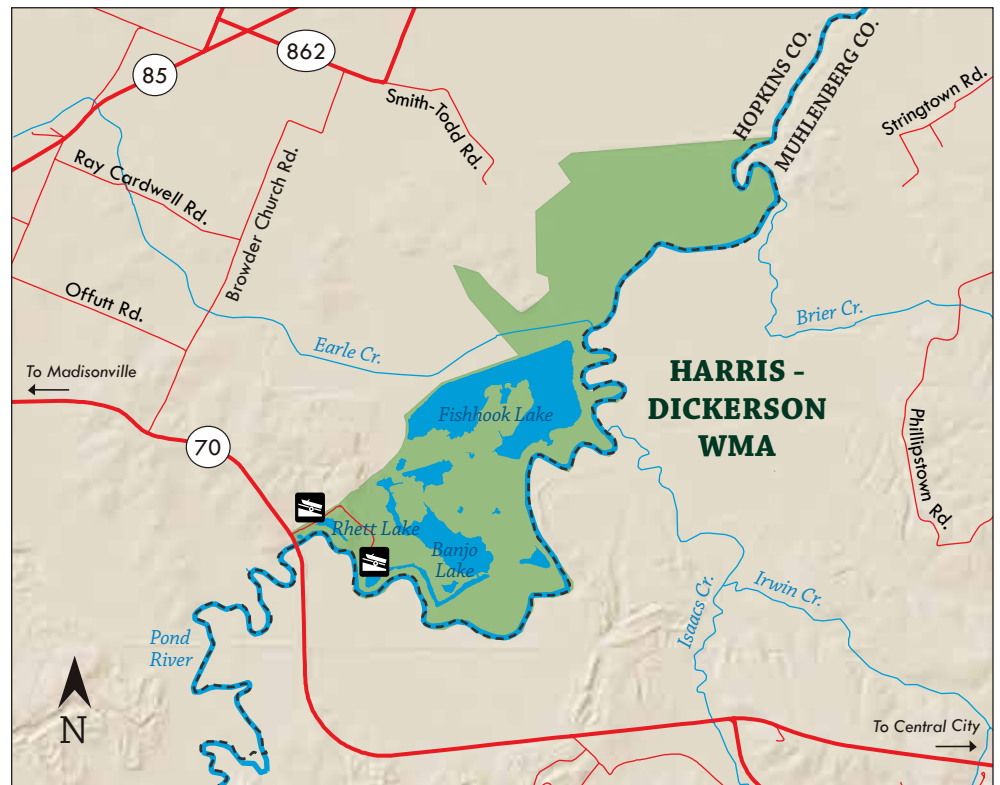 862
85
HOPKINS CO.
MUHLENBERG CO.
Stringtown Rd.
Smith-Todd Rd.
Ray Cardwell Rd.
Browder Church Rd.
Offutt Rd.
Earle Cr.
Brier Cr.
To Madisonville
HARRIS -
DICKERSON
WMA
Fishhook Lake
Phillipstown Rd.
70
Rhett Lake
Banjo
Lake
Isaacs Cr.
Irwin Cr.
Pond
River
N
To Central City